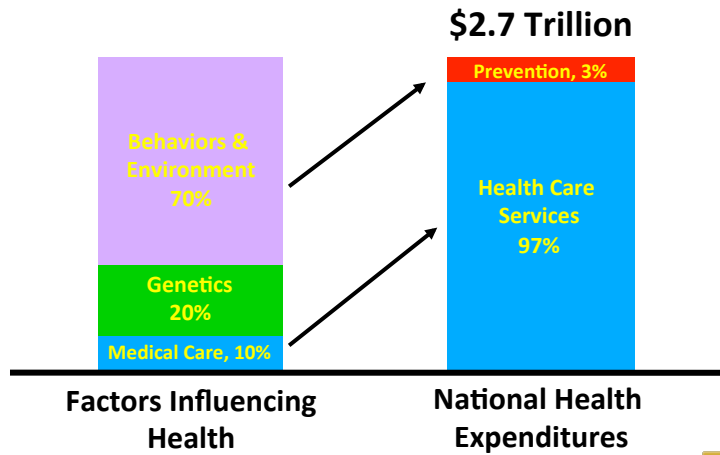 $2.7 Trillion
Prevention, 3%
Behaviors &
Environment
70%
Health Care
Services
97%
Genetics
20%
Medical Care, 10%
Factors Influencing
Health
National Health
Expenditures